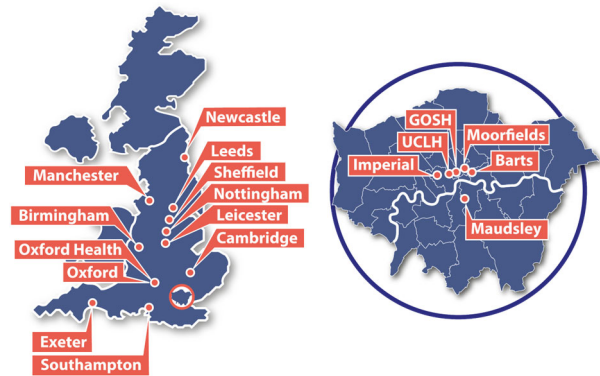 Newcastle
Leeds
Sheffield
Manchester
Nottingham
Leicester
Birmingham
Cambridge
Oxford Health
Oxford
Exeter
Southampton
GOSH
Moorfields
UCLH
Imperial
Barts
Maudsley